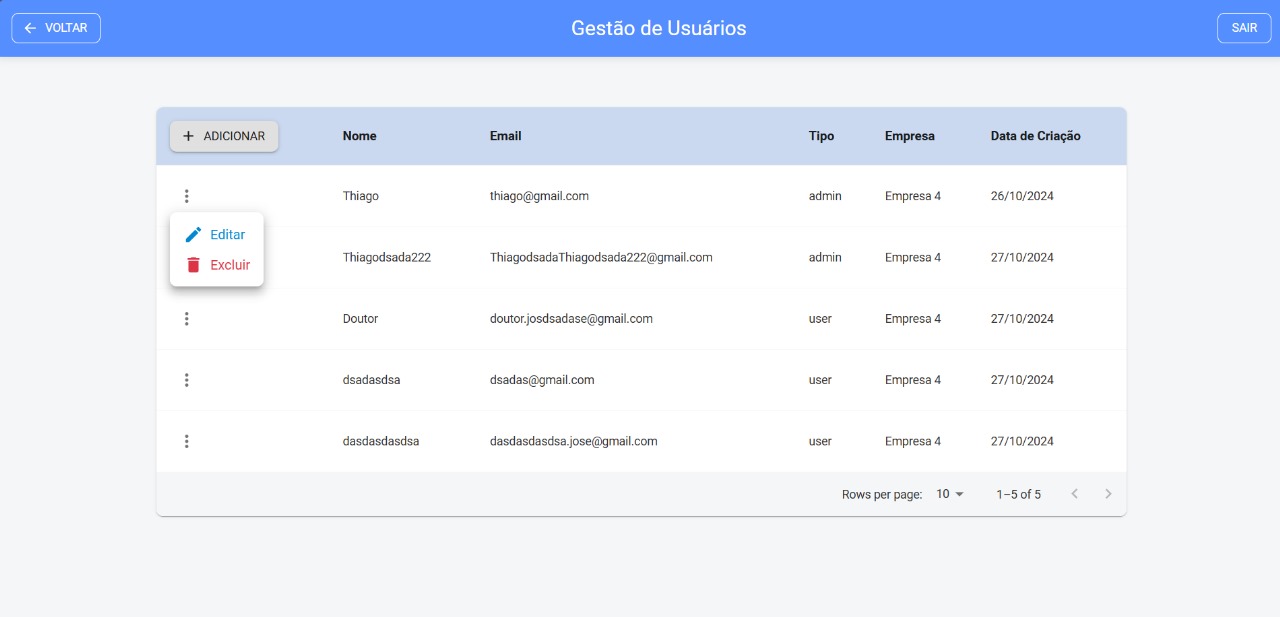 VOLTAR Gestão de Usuários SAIR
ADICIONAR Nome Email Tipo Empresa Data de Criação
Thiago thiago@gmail.com admin Empresa 4 26/10/2024
Editar
Thiagodsada222 ThiagodsadaThiagodsada222@gmail.com admin Empresa 4 27/10/2024
Excluir
Doutor doutor.josdsadase@gmail.com user Empresa 4 27/10/2024
dsadasdsa dsadas@gmail.com user Empresa 4 27/10/2024
dasdasdasdsa dasdasdasdsa.jose@gmail.com user Empresa 4 27/10/2024
Rows per page: 10 1–5 of 5